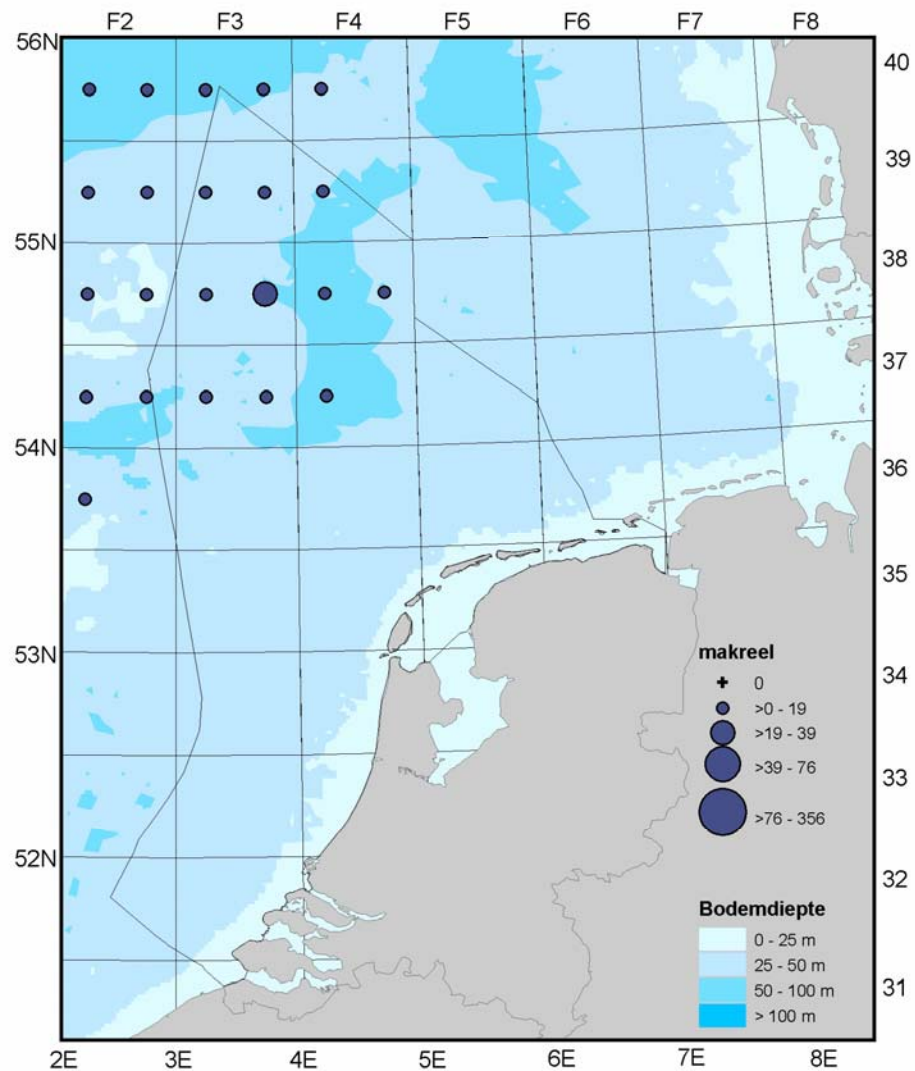 F2 F3 F4 F5 F6 F7 F8
56N
40
39
55N
38
37
54N
36
35
53N
34
33
52N
32
31
makreel
0
>0 - 19
>19 - 39
>39 - 76
>76 - 356
Bodemdiepte
0 - 25 m
25 - 50 m
50 - 100 m
> 100 m
2E 3E 4E 5E 6E 7E 8E